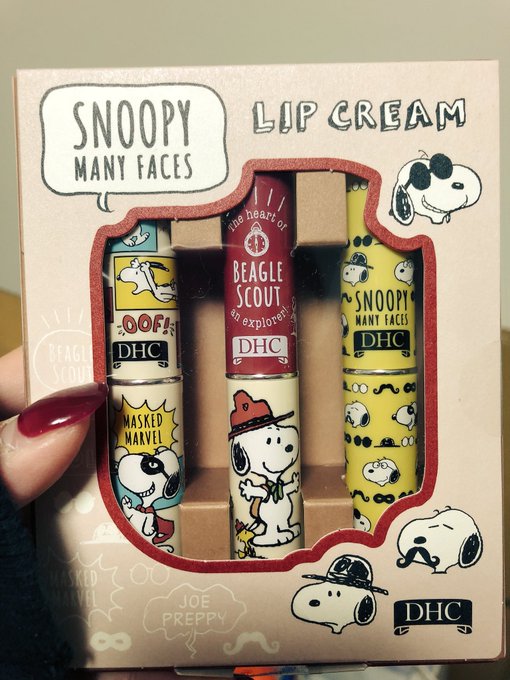 SNOOPY
MANY FACES
LIP CREAM
OOF!
DHC
MASKED
MARVEL
The heart of
BEAGLE
SCOUT
an explorer!
DHC
SNOOPY
MANY FACES
DHC
BEAGLE
SCOUT
MASKED
MARVEL
JOE
PREPPY
DHC